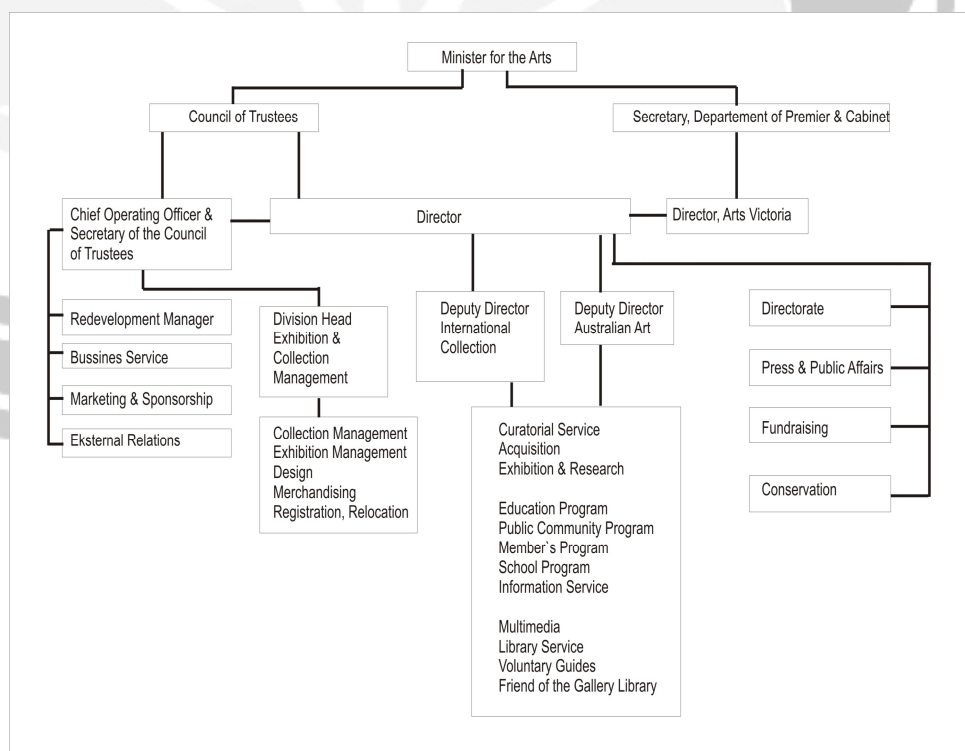 Minister for the Arts
Council of Trustees
Secretary, Departement of Premier & Cabinet
Chief Operating Officer &
Secretary of the Council
of Trustees
Director
Director, Arts Victoria
Redevelopment Manager
Bussines Service
Marketing & Sponsorship
Eksternal Relations
Division Head
Exhibition &
Collection
Management
Collection Management
Exhibition Management
Design
Merchandising
Registration, Relocation
Deputy Director
International
Collection
Deputy Director
Australian Art
Curatorial Service
Acquisition
Exhibition & Research
Education Program
Public Community Program
Member`s Program
School Program
Information Service
Multimedia
Library Service
Voluntary Guides
Friend of the Gallery Library
Directorate
Press & Public Affairs
Fundraising
Conservation